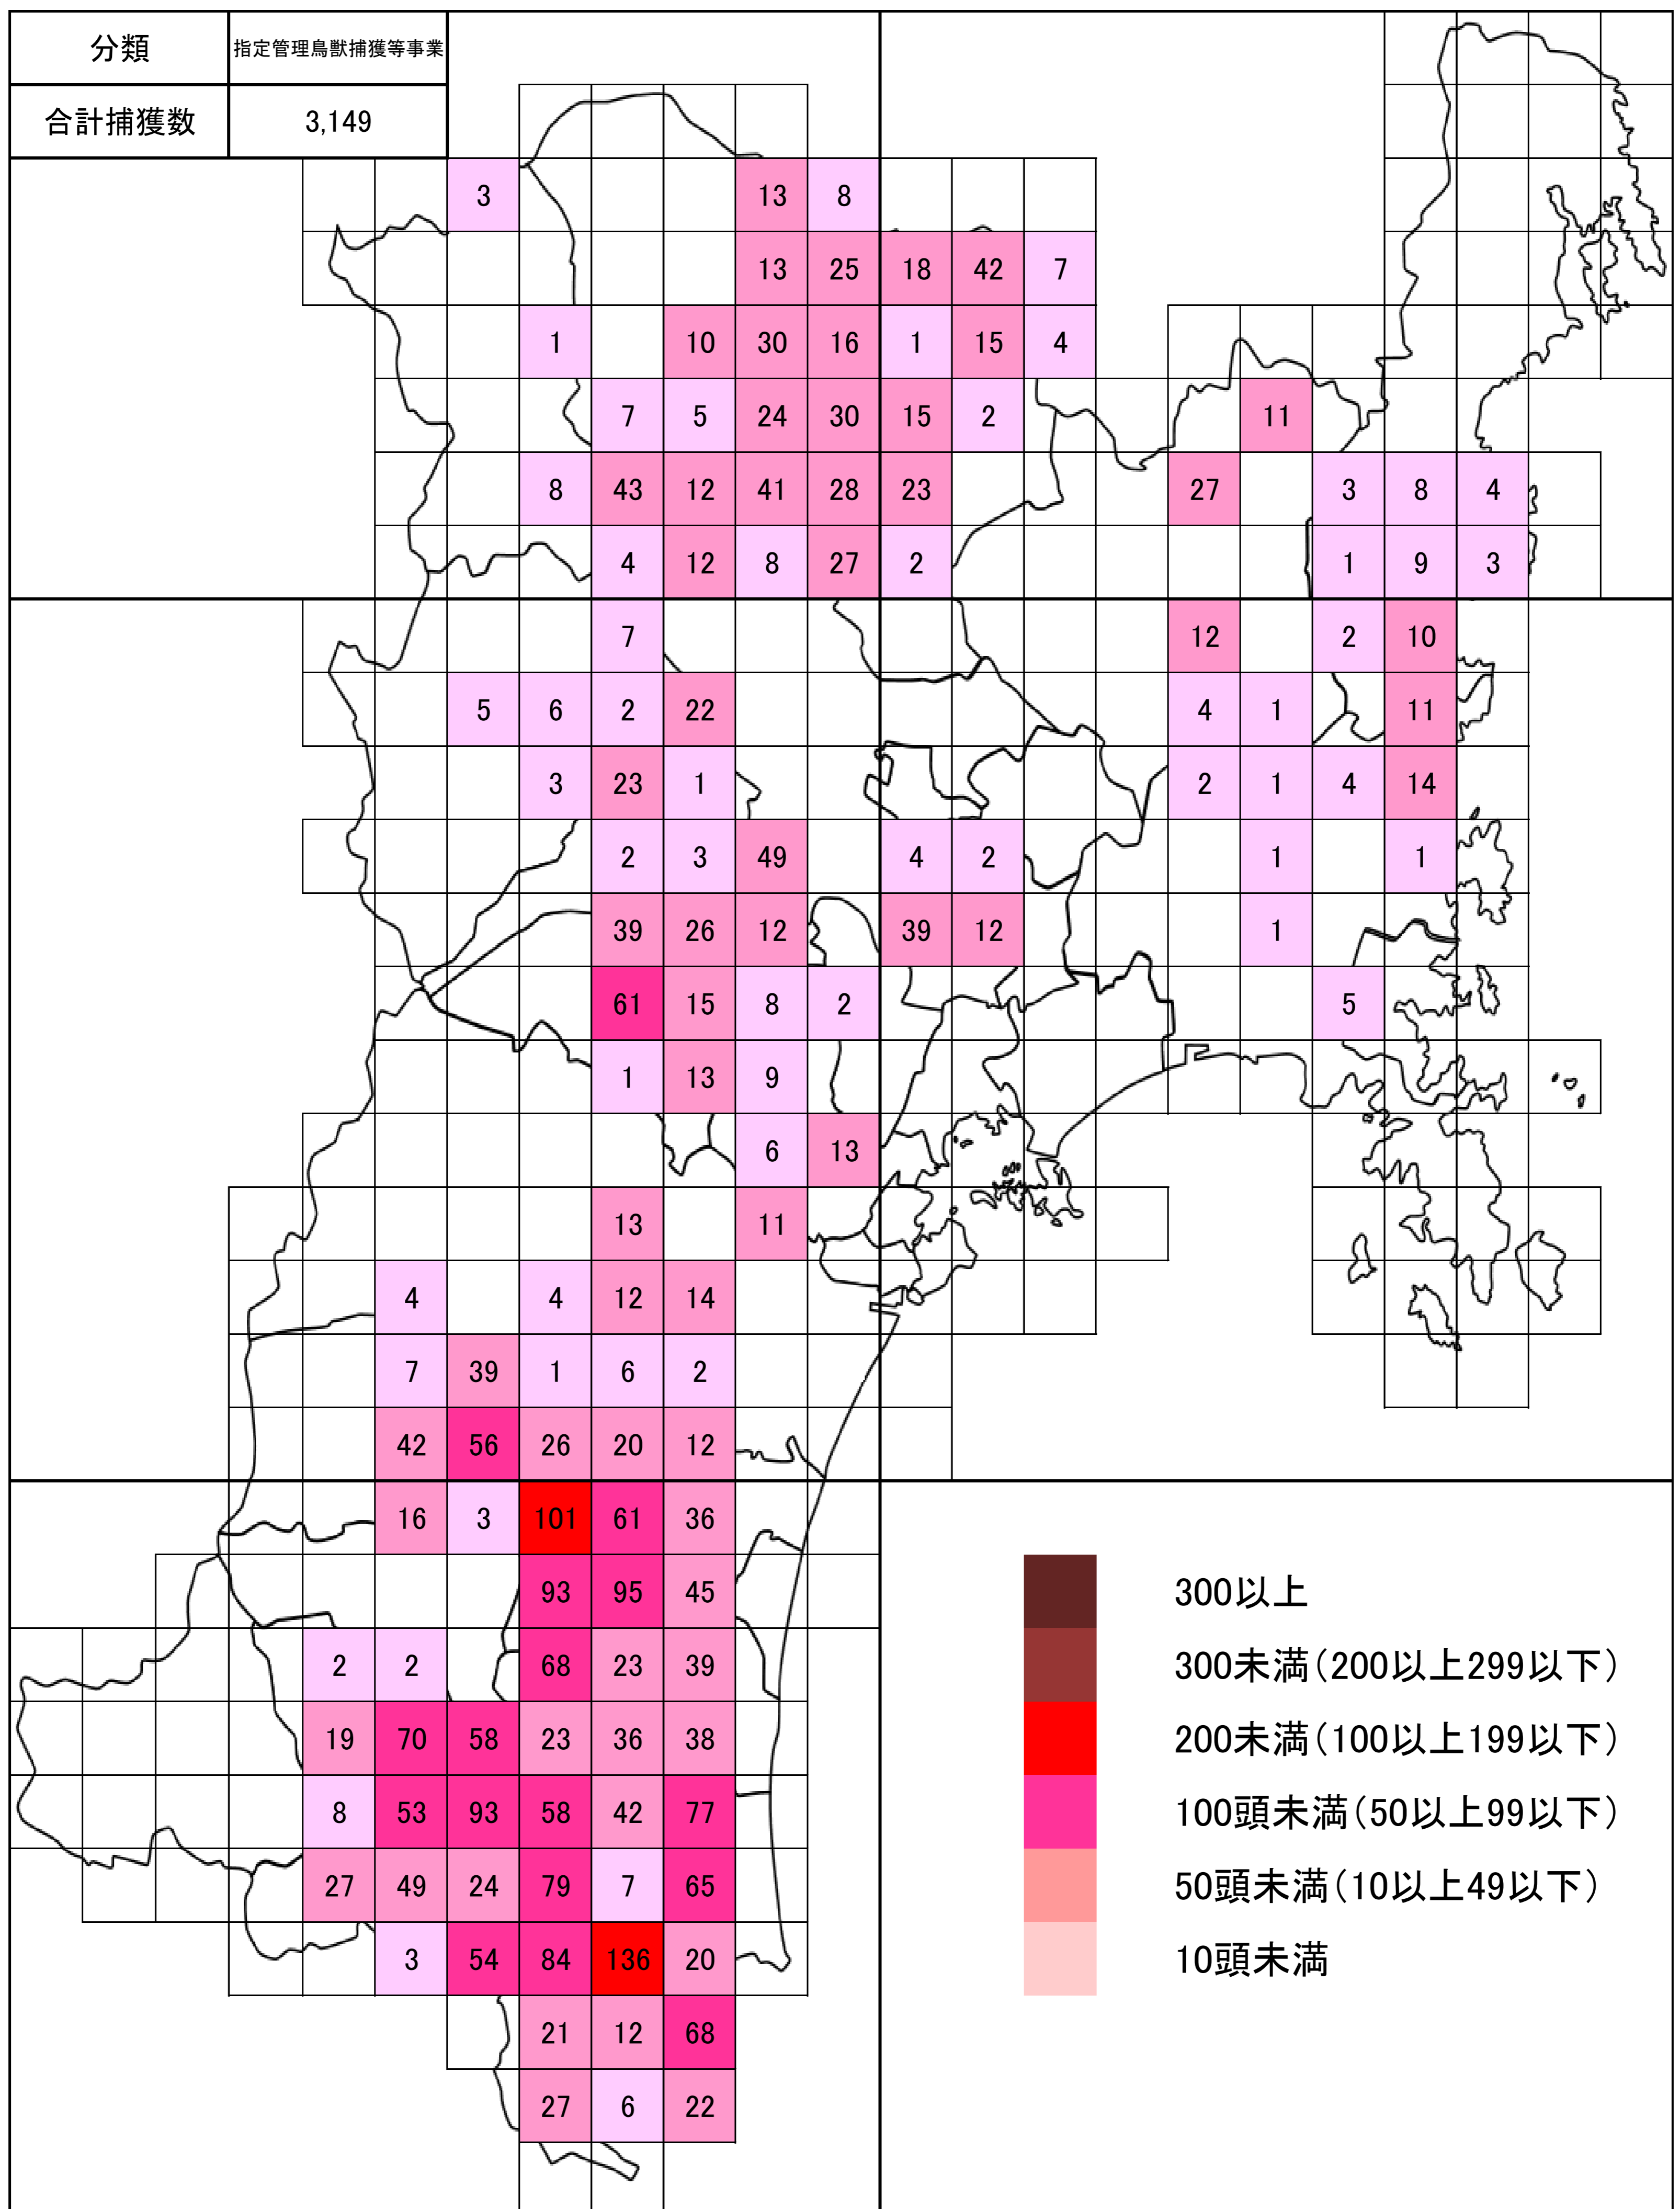 分類 指定管理鳥獣捕獲等事業
合計捕獲数 3,149
3 13 8
13 25 18 42 7
1 10 30 16 1 15 4
7 5 24 30 15 2 11
8 43 12 41 28 23 27 3 8 4
4 12 8 27 2 1 9 3
7 12 2 10
5 6 2 22 4 1 11
3 23 1 2 1 4 14
2 3 49 4 2 1 1
39 26 12 39 12 1
61 15 8 2 5
1 13 9
6 13
13 11
4 4 12 14
7 39 1 6 2
42 56 26 20 12
16 3 101 61 36
93 95 45
300以上
2 2 68 23 39
300未満(200以上299以下)
19 70 58 23 36 38
200未満(100以上199以下)
8 53 93 58 42 77
100頭未満(50以上99以下)
27 49 24 79 7 65
50頭未満(10以上49以下)
3 54 84 136 20
10頭未満
21 12 68
27 6 22